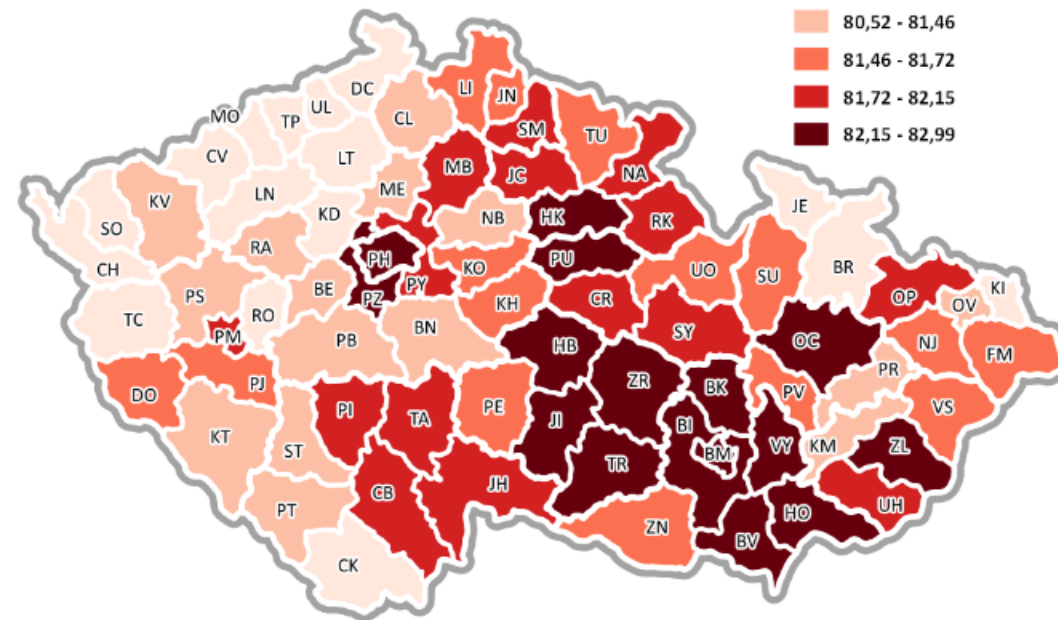 80,52 - 81,46
81,46 - 81,72
81,72 - 82,15
82,15 - 82,99
DC
LI
JN
MO
TP
UL
CL
SM
TU
CV
LT
MB
JC
NA
KV
LN
ME
SO
KD
NB
HK
RK
JE
RA
CH
PH
KO
PU
UO
SU
BR
PS
BE
PZ
PY
KH
CR
OP
OV
KI
TC
RO
PM
PB
BN
HB
SY
OC
NJ
FM
DO
PJ
PI
TA
PE
ZR
BK
PV
PR
VS
KT
ST
JI
BI
BM
VY
KM
ZL
TR
CB
JH
UH
PT
ZN
BV
HO
CK